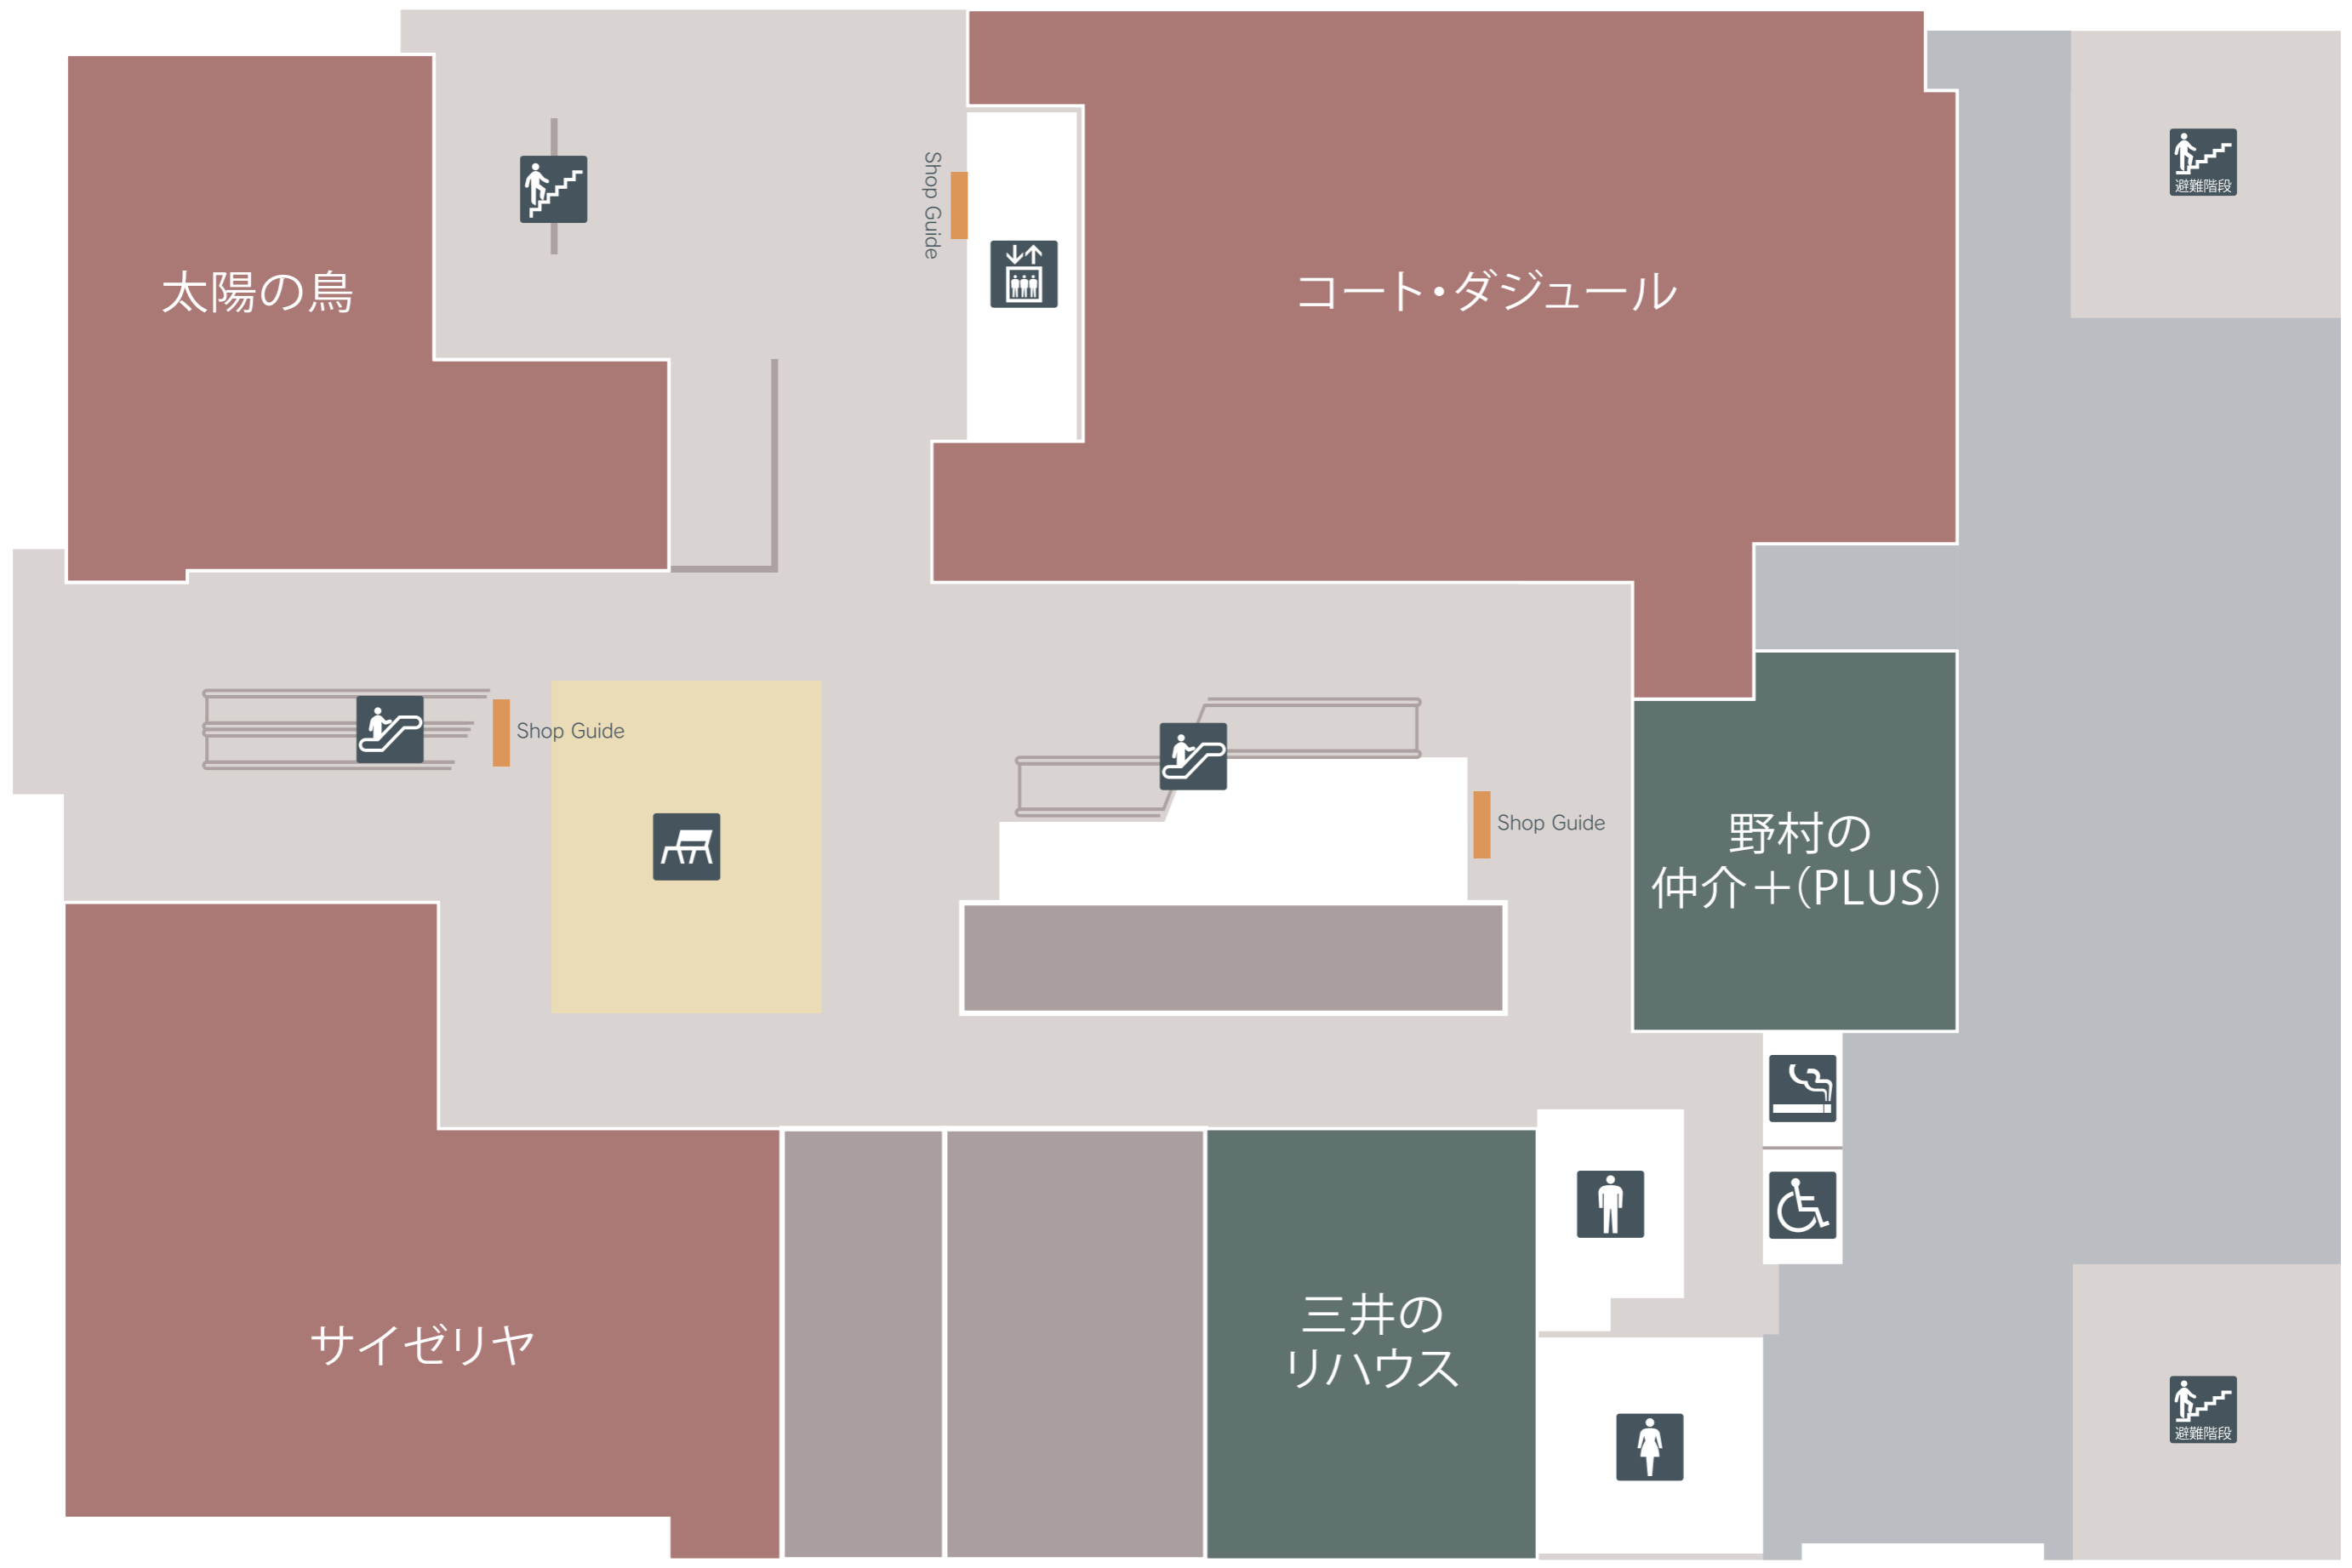 避難階段
Shop Guide
太陽の鳥
コート・ダジュール
Shop Guide
Shop Guide
野村の
仲介＋(PLUS)
サイゼリヤ
三井の
リハウス
避難階段